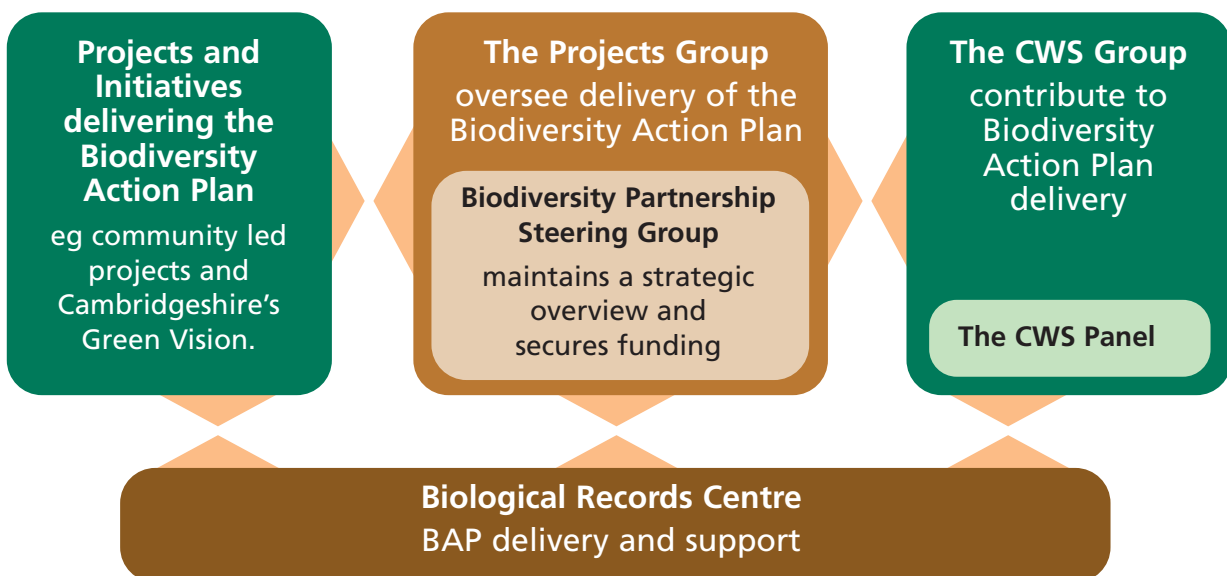 Projects and
Initiatives
delivering the
Biodiversity
Action Plan
eg community led
projects and
Cambridgeshire’s
Green Vision.
The Projects Group
oversee delivery of the
Biodiversity Action Plan
Biodiversity Partnership
Steering Group
maintains a strategic
overview and
secures funding
The CWS Group
contribute to
Biodiversity
Action Plan
delivery
The CWS Panel
Biological Records Centre
BAP delivery and support